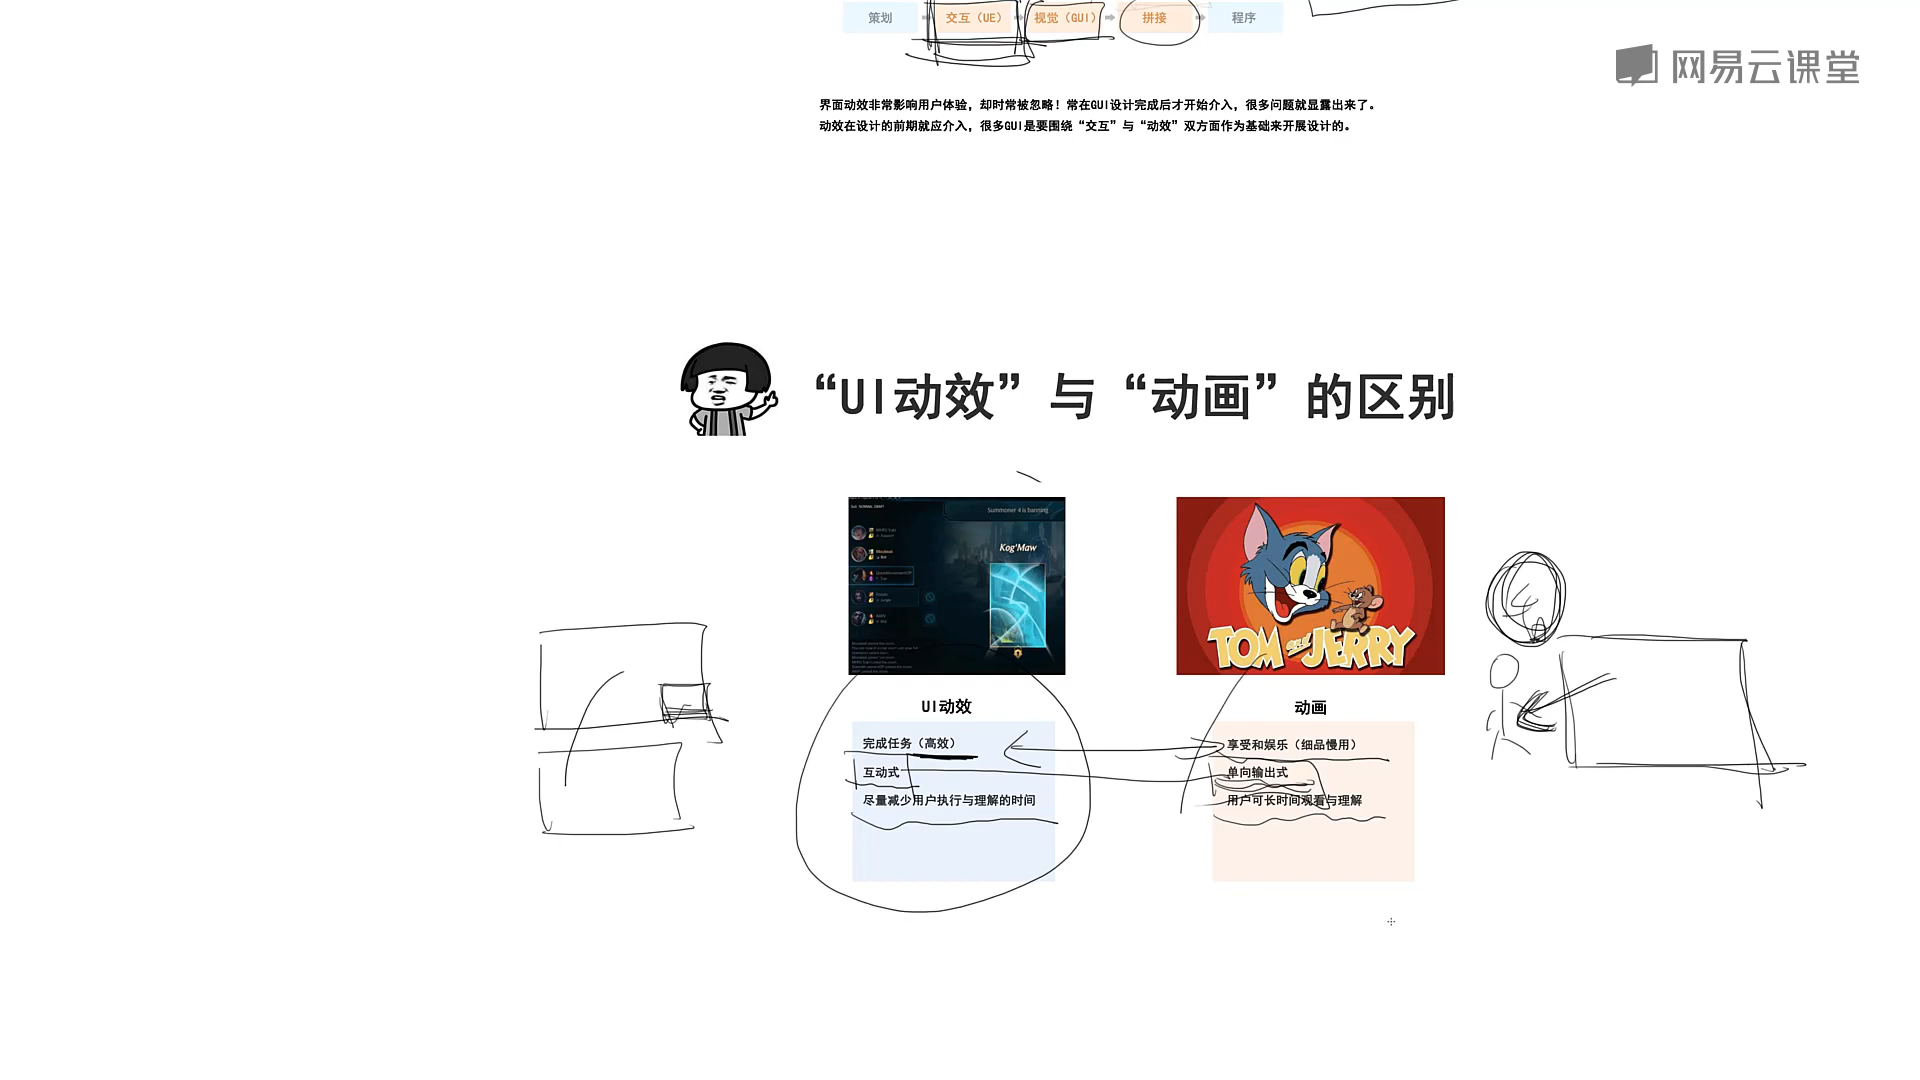 策划 交互（UE） 视觉（GUI） 拼接 程序
网易云课堂
界面动效非常影响用户体验，却时常被忽略！常在GUI设计完成后才开始介入，很多问题就显露出来了。
动效在设计的前期就应介入，很多GUI是要围绕“交互”与“动效”双方面作为基础来开展设计的。
“UI动效”与“动画”的区别
Summoner 4 is banning
Kog'Maw
TOM and JERRY
UI动效
完成任务（高效）
互动式
尽量减少用户执行与理解的时间
动画
享受和娱乐（细品慢用）
单向输出式
用户可长时间观看与理解